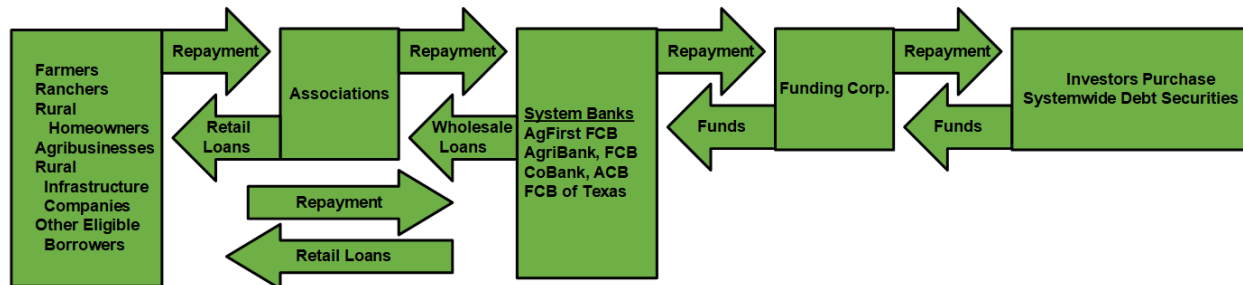 Farmers
Ranchers
Rural
Homeowners
Agribusinesses
Rural
Infrastructure
Companies
Other Eligible
Borrowers
Repayment
Retail
Loans
Associations
Repayment
Wholesale
Loans
Repayment
Retail Loans
System Banks
AgFirst FCB
AgriBank, FCB
CoBank, ACB
FCB of Texas
Repayment
Funds
Funding Corp.
Repayment
Funds
Investors Purchase
Systemwide Debt Securities